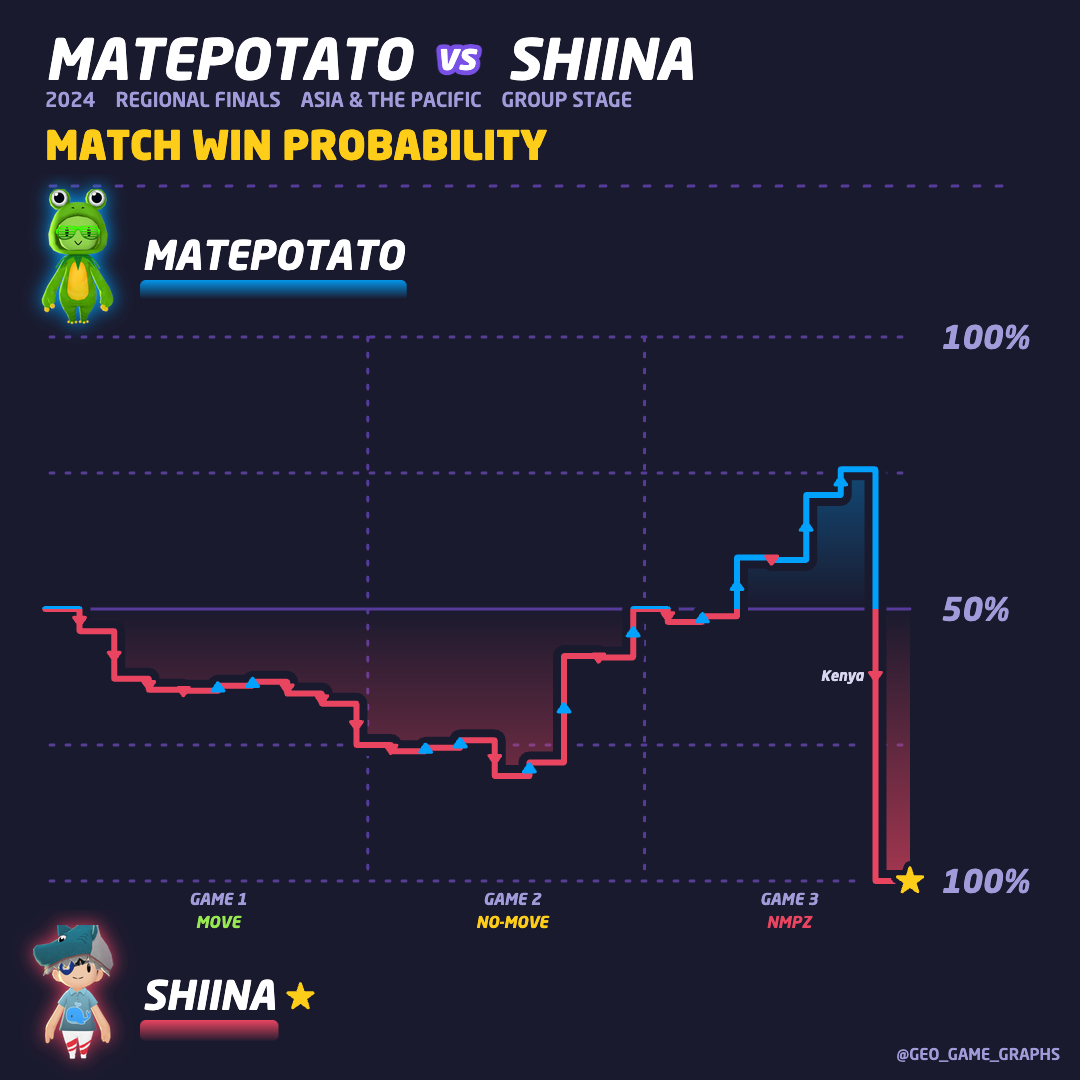 MATEPOTATO VS SHIINA
2024 REGIONAL FINALS ASIA & THE PACIFIC GROUP STAGE
MATCH WIN PROBABILITY
MATEPOTATO
100%
50%
Kenya
100%
GAME 1 GAME 2 GAME 3
MOVE NO-MOVE NMPZ
SHIINA
@GEO_GAME_GRAPHS